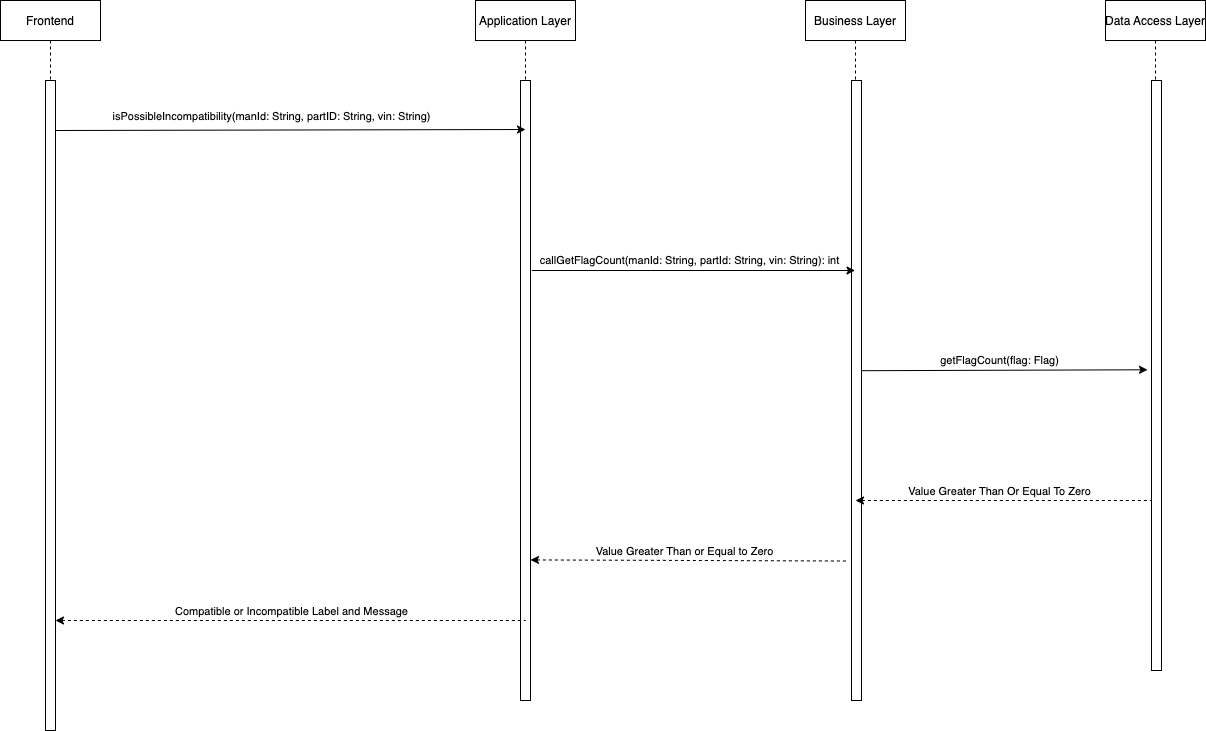 Frontend
Application Layer
Business Layer
Data Access Layer
isPossibleIncompatibility(manId: String, partID: String, vin: String)
callGetFlagCount(manId: String, partId: String, vin: String): int
getFlagCount(flag: Flag)
Value Greater Than Or Equal To Zero
Value Greater Than or Equal to Zero
Compatible or Incompatible Label and Message